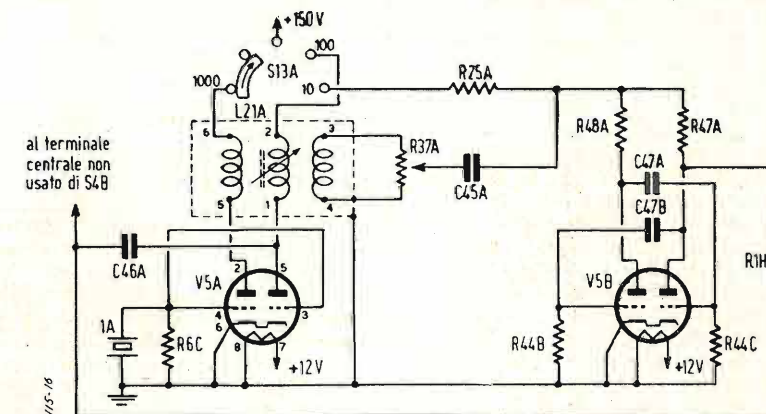 +150V
100
1000
S13A
10
L21A
R25A
R48A
R47A
6
2
3
R37A
C47A
al terminale
centrale non
usato di S4B
5
1
4
C45A
C47B
C46A
R1H
2
5
V5A
V5B
1A
4
3
6
R6C
8
7
+12V
R44B
R44C
+12V
115-16